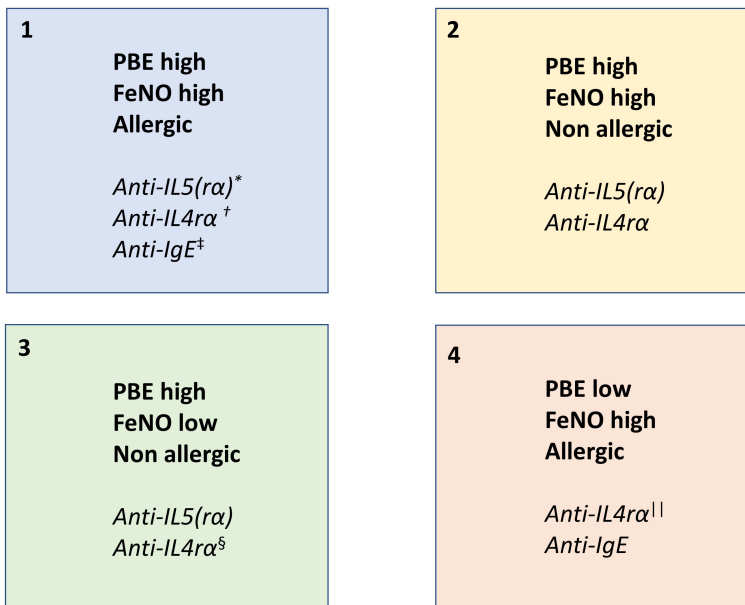 1
PBE high
FeNO high
Allergic
Anti-IL5(rα)*
Anti-IL4rα †
Anti-IgE‡
2
PBE high
FeNO high
Non allergic
Anti-IL5(rα)
Anti-IL4rα
3
PBE high
FeNO low
Non allergic
Anti-IL5(rα)
Anti-IL4rα§
4
PBE low
FeNO high
Allergic
Anti-IL4rα||
Anti-IgE